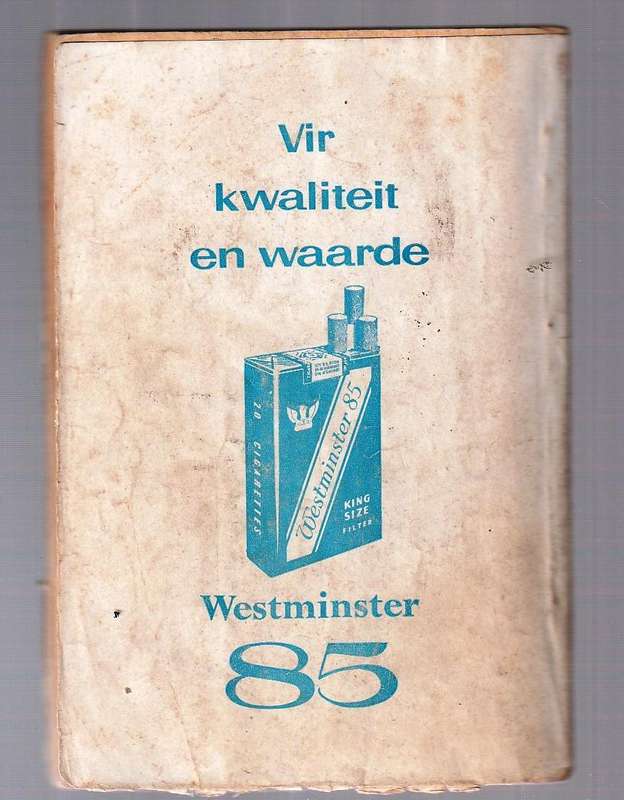 Vir
kwaliteit
en waarde
20 CIGARETTES
Westminster 85
KING
SIZE
FILTER
Westminster
85